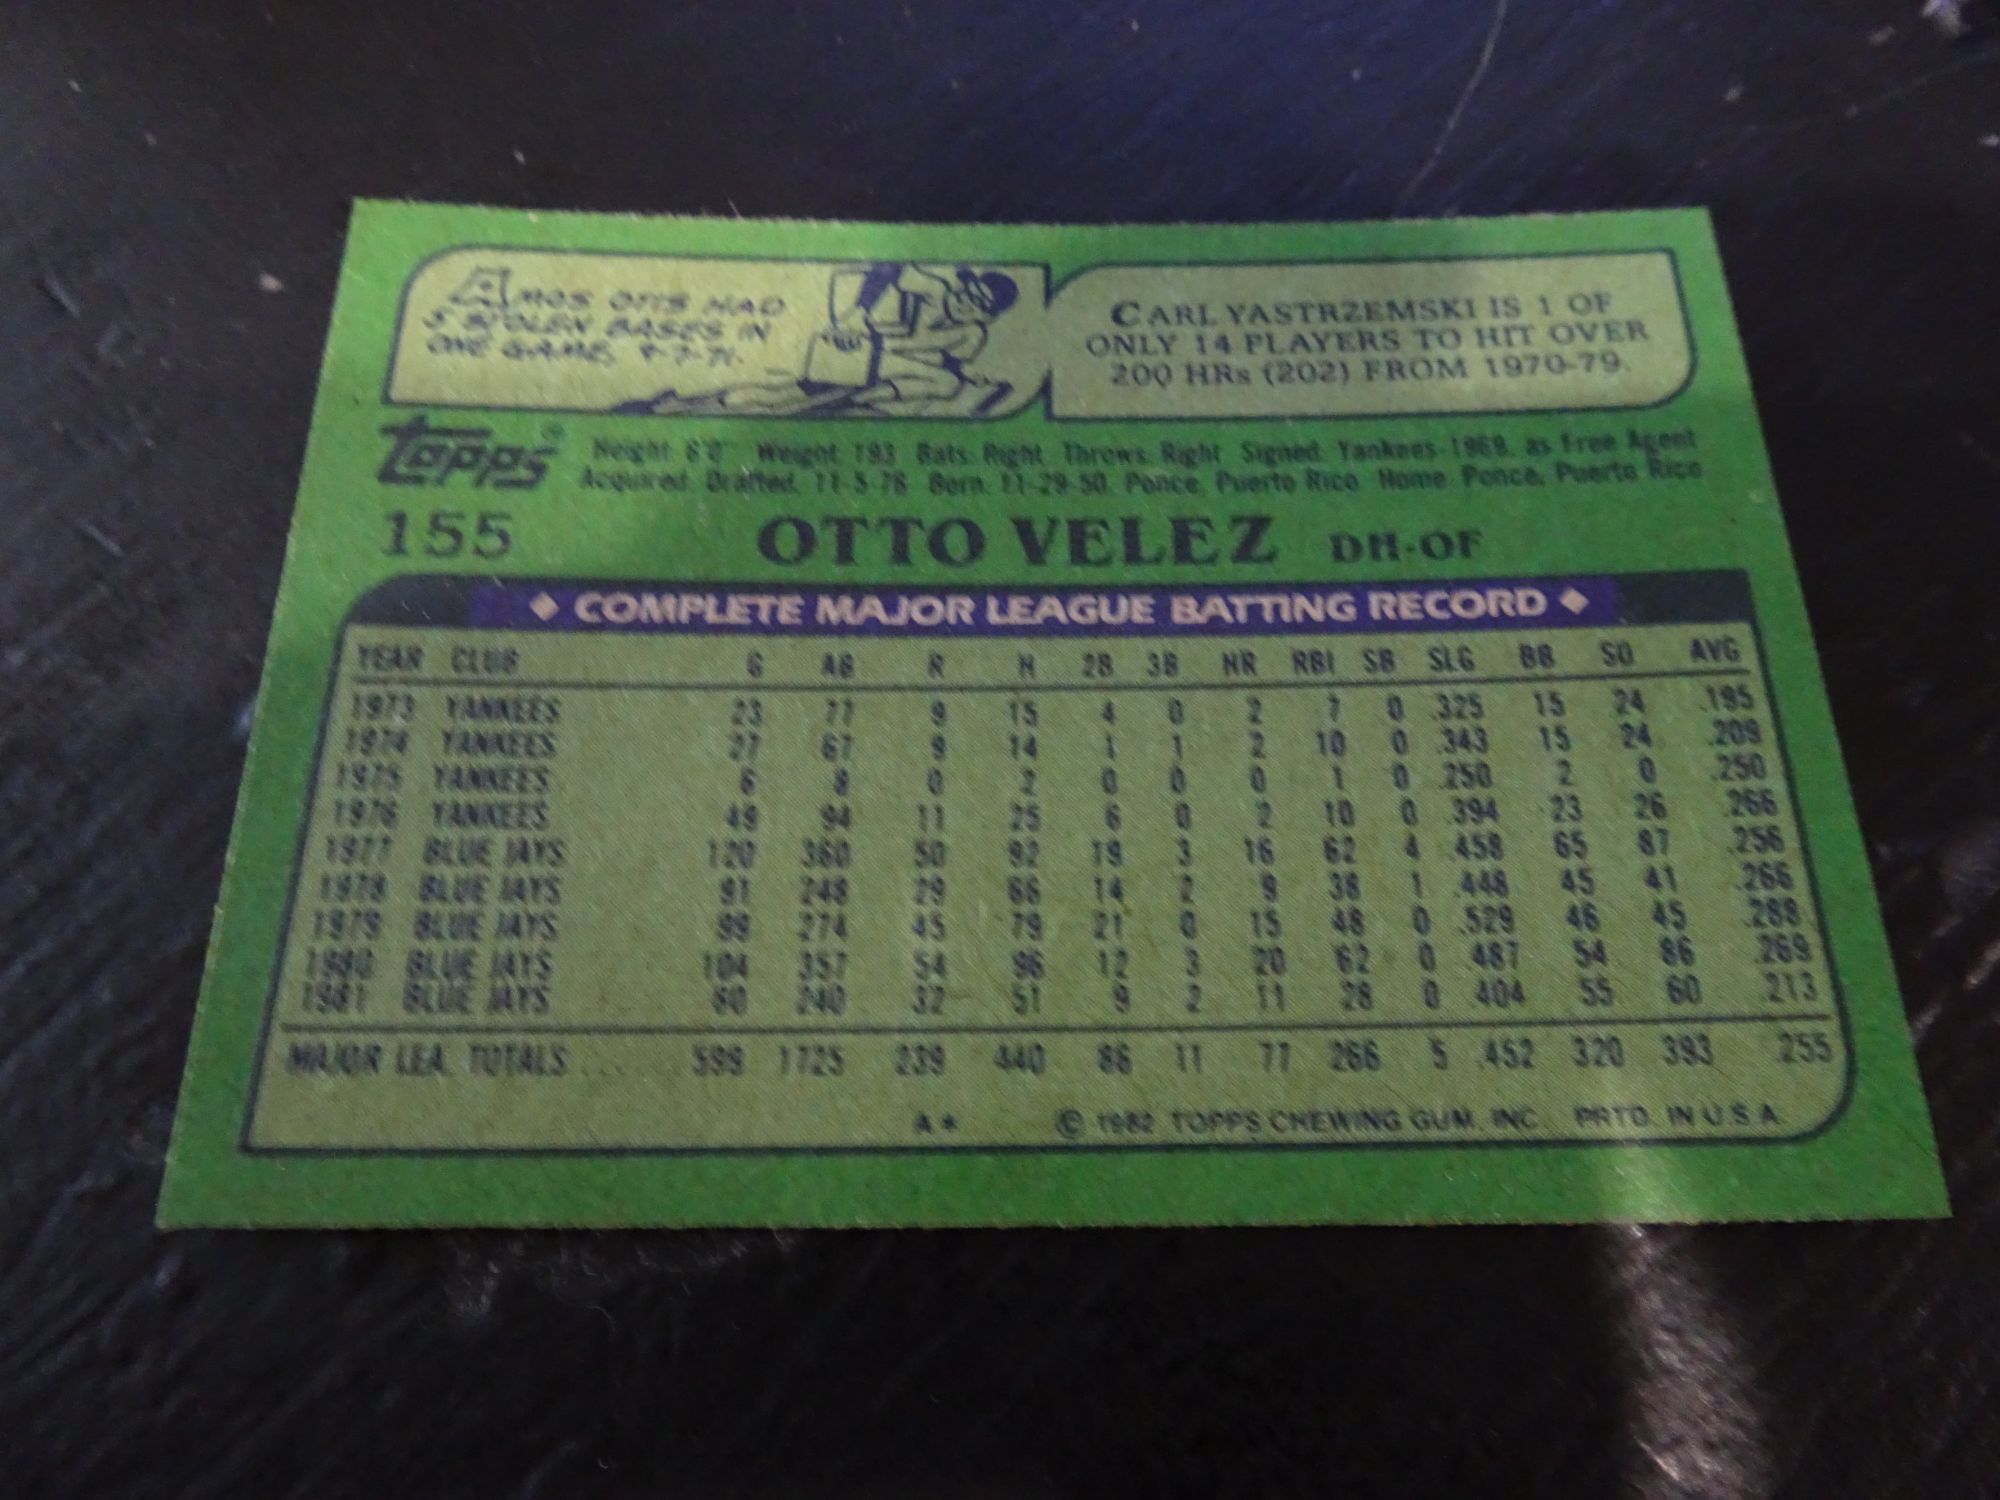 AMOS OTIS HAD
5 STOLEN BASES IN
ONE GAME, 9-7-71.
CARL YASTRZEMSKI IS 1 OF
ONLY 14 PLAYERS TO HIT OVER
200 HRs (202) FROM 1970-79.
topps®
Height 6'0" Weight 193 Bats Right Throws Right Signed Yankees 1969 as Free Agent
Acquired Drafted, 11-5-76 Born 11-29-50, Ponce, Puerto Rico Home Ponce, Puerto Rico
155 OTTO VELEZ DH-OF
◆ COMPLETE MAJOR LEAGUE BATTING RECORD ◆
YEAR CLUB G AB R H 2B 3B HR RBI SB SLG BB SO AVG
1973 YANKEES 23 77 9 15 4 0 2 7 0 .325 15 24 .195
1974 YANKEES 27 67 9 14 1 1 2 10 0 .343 15 24 .209
1975 YANKEES 6 8 0 2 0 0 0 1 0 .250 2 0 .250
1976 YANKEES 49 94 11 25 6 0 2 10 0 .394 23 26 .266
1977 BLUE JAYS 120 360 50 92 19 3 16 62 4 .458 65 87 .256
1978 BLUE JAYS 91 248 29 66 14 2 9 38 1 .448 45 41 .266
1979 BLUE JAYS 99 274 45 79 21 0 15 48 0 .529 46 45 .288
1980 BLUE JAYS 104 357 54 96 12 3 20 62 0 .487 54 86 .269
1981 BLUE JAYS 80 240 32 51 9 2 11 28 0 .404 55 60 .213
MAJOR LEA. TOTALS ...... 599 1725 239 440 86 11 77 266 5 .452 320 393 .255
A* © 1982 TOPPS CHEWING GUM, INC. PRTD. IN U.S.A.